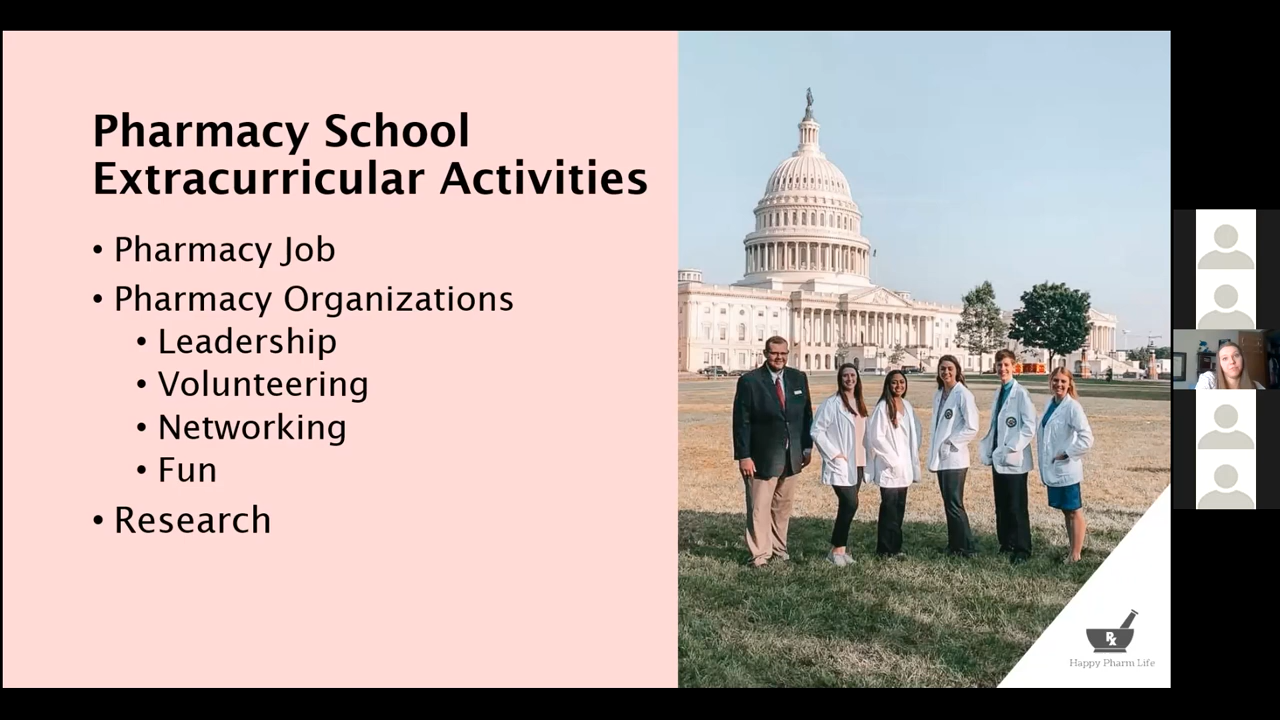 Pharmacy School
Extracurricular Activities
• Pharmacy Job
• Pharmacy Organizations
• Leadership
• Volunteering
• Networking
• Fun
• Research
Rx
Happy Pharm Life